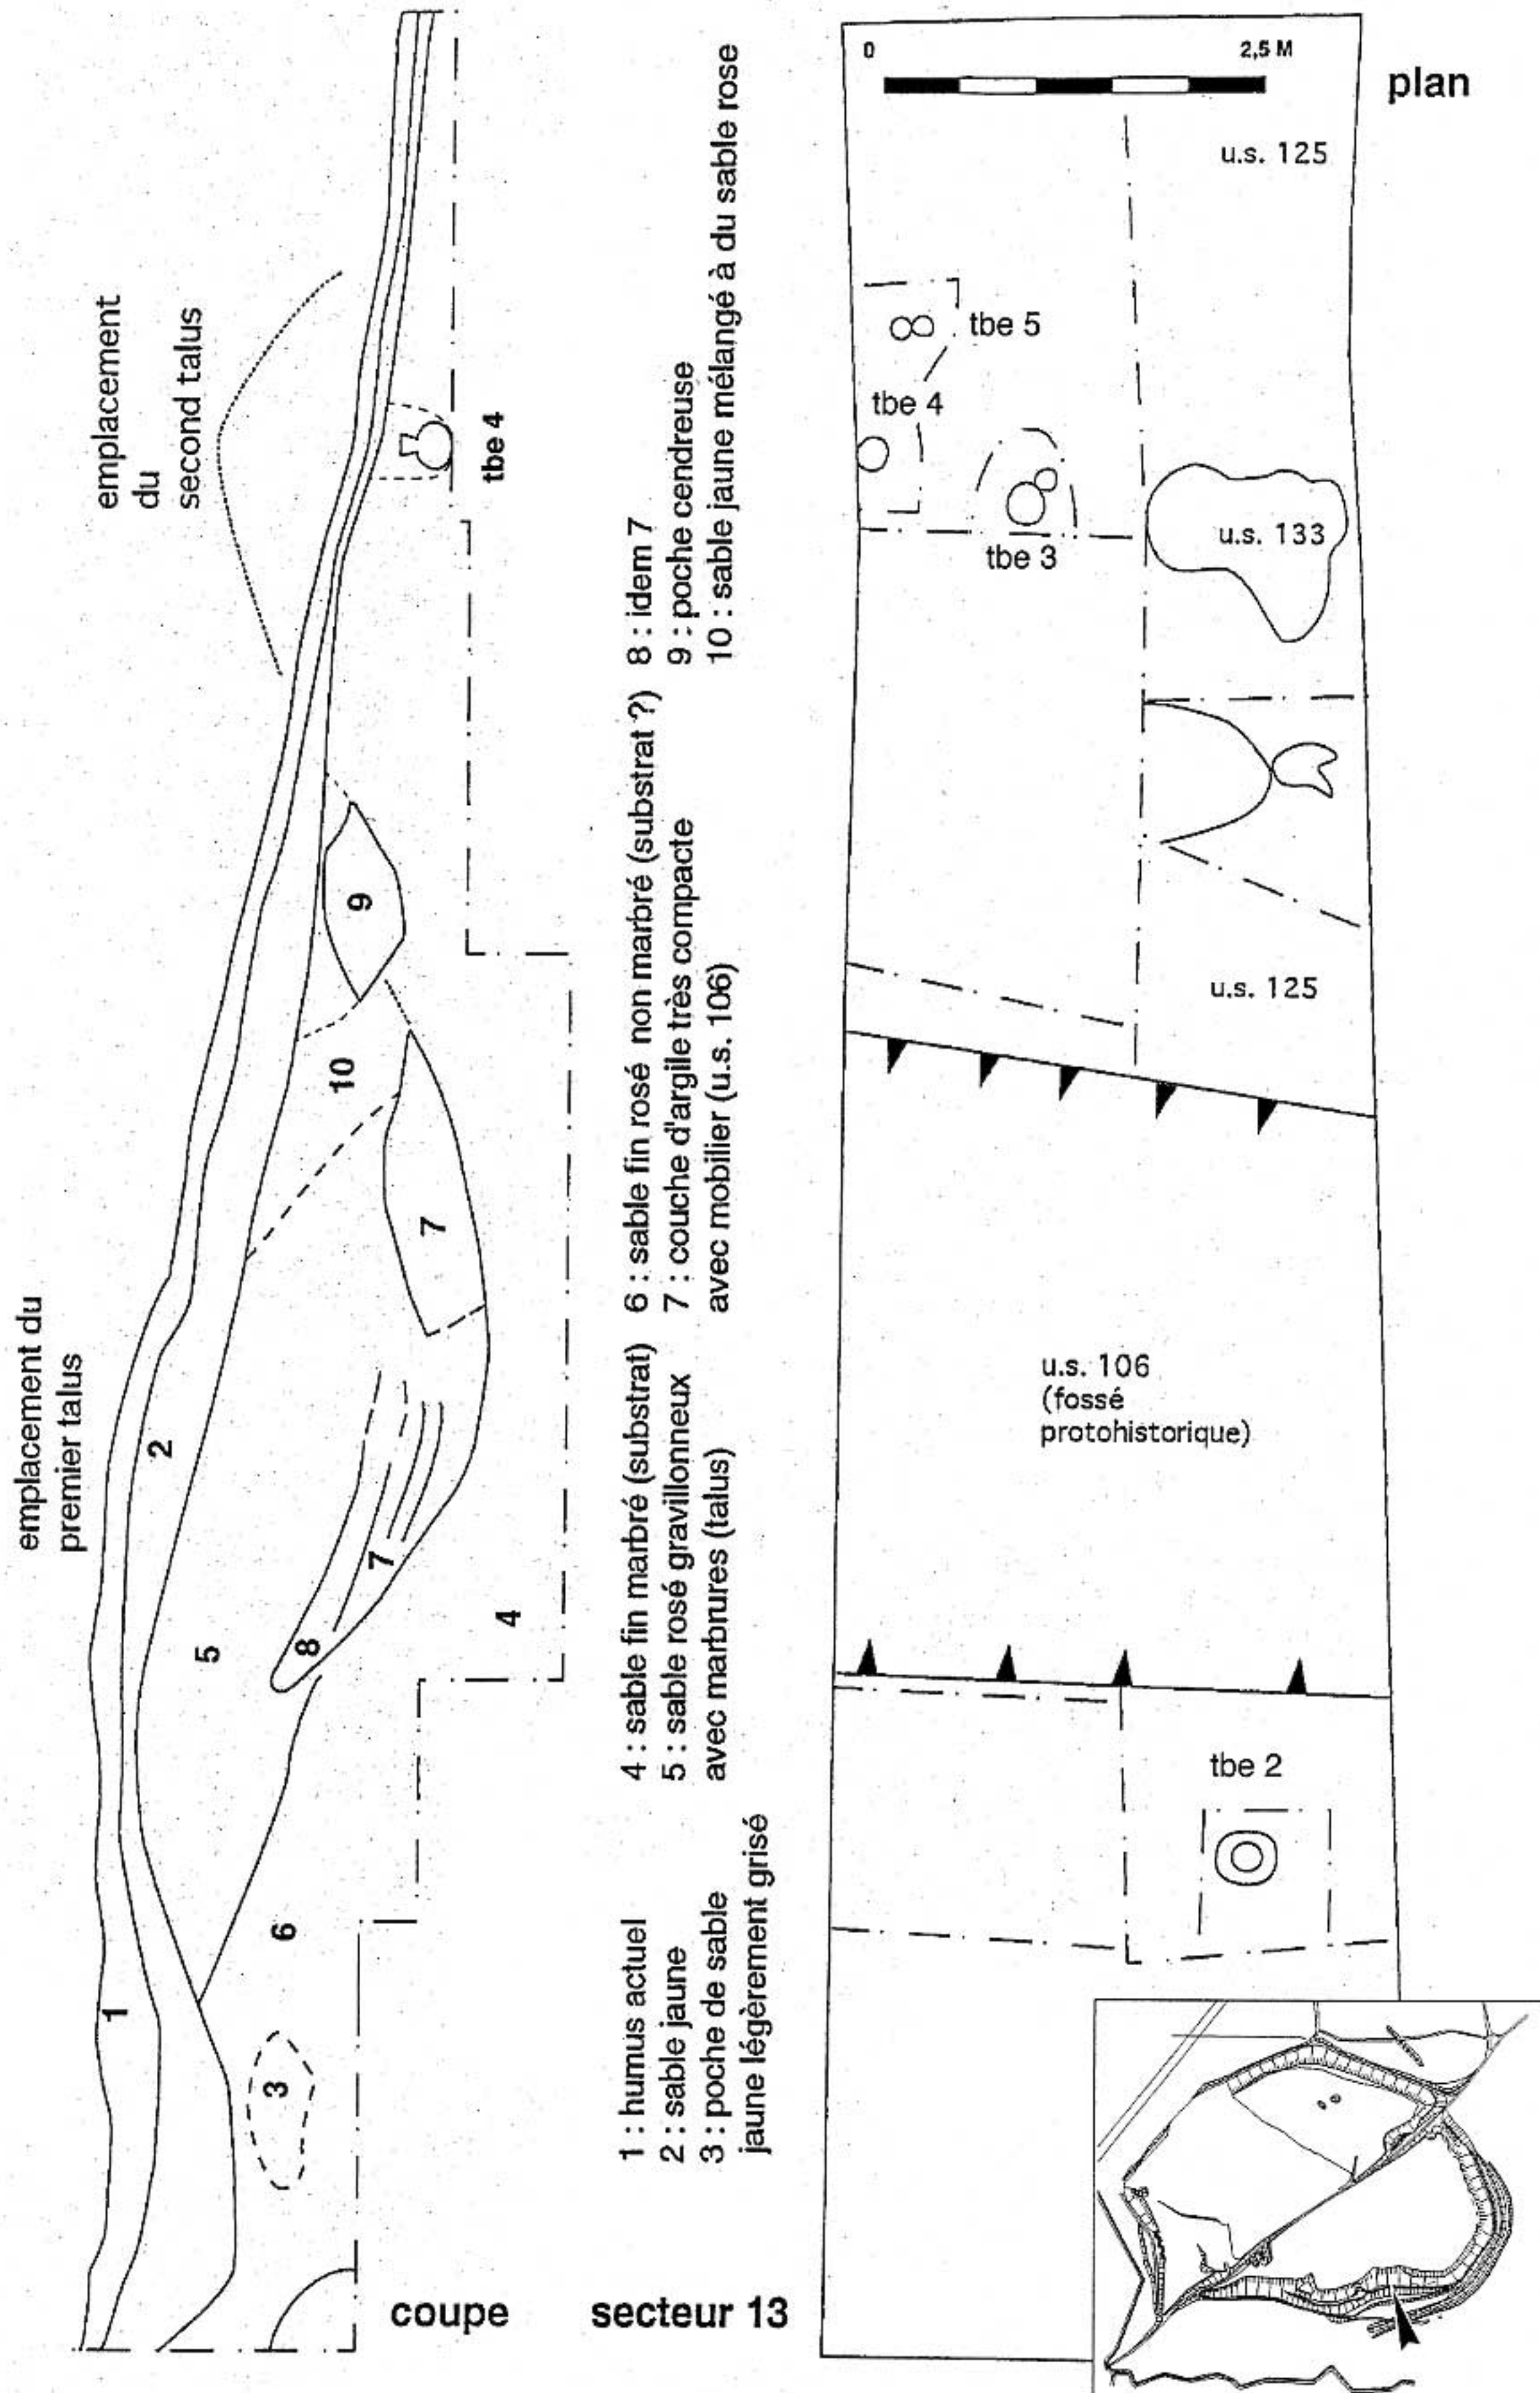 emplacement du
premier talus
emplacement
du
second talus
1
2
3
4
5
6
7
7
8
9
10
tbe 4
coupe
secteur 13
1 : humus actuel
2 : sable jaune
3 : poche de sable
jaune légèrement grisé
4 : sable fin marbré (substrat)
5 : sable rosé gravillonneux
avec marbrures (talus)
6 : sable fin rosé non marbré (substrat ?)
7 : couche d'argile très compacte
avec mobilier (u.s. 106)
8 : idem 7
9 : poche cendreuse
10 : sable jaune mélangé à du sable rose
plan
0
2,5 M
u.s. 125
tbe 5
tbe 4
tbe 3
u.s. 133
u.s. 125
u.s. 106
(fossé
protohistorique)
tbe 2